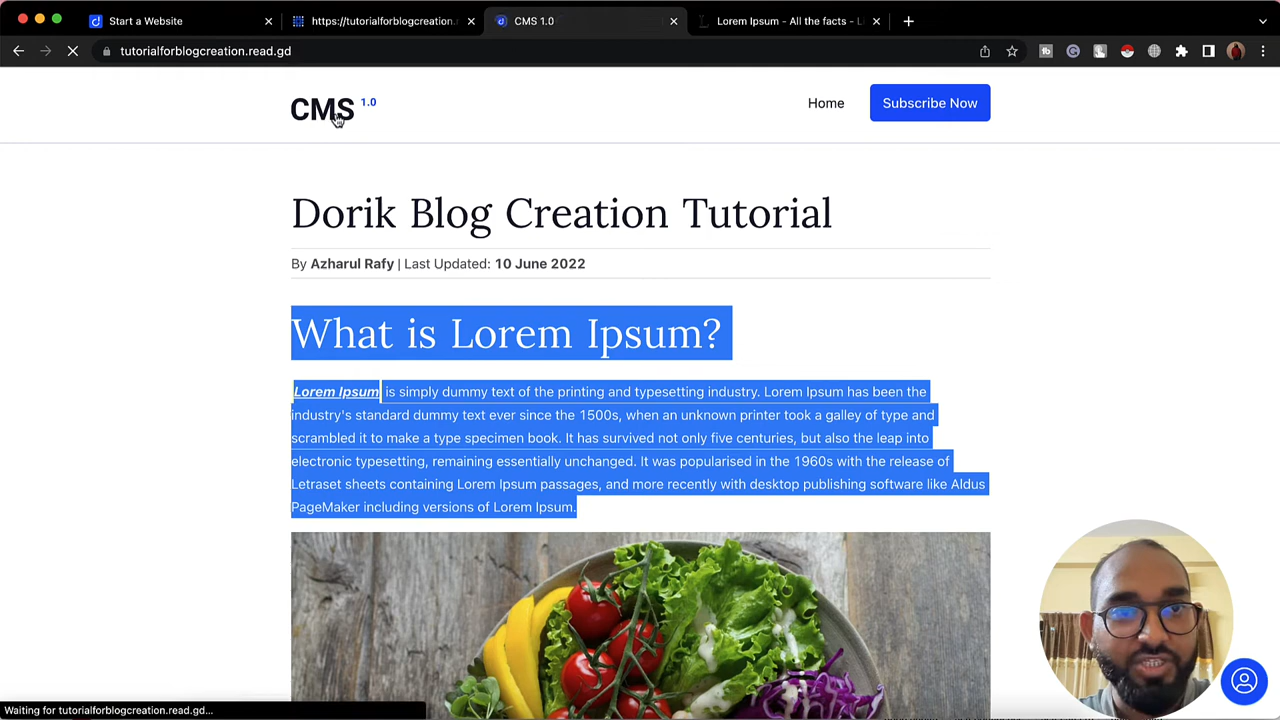 Start a Website
https://tutorialforblogcreation.
CMS 1.0
Lorem Ipsum - All the facts - Li
tutorialforblogcreation.read.gd
CMS 1.0
Home
Subscribe Now
Dorik Blog Creation Tutorial
By Azharul Rafy | Last Updated: 10 June 2022
What is Lorem Ipsum?
Lorem Ipsum is simply dummy text of the printing and typesetting industry. Lorem Ipsum has been the
industry's standard dummy text ever since the 1500s, when an unknown printer took a galley of type and
scrambled it to make a type specimen book. It has survived not only five centuries, but also the leap into
electronic typesetting, remaining essentially unchanged. It was popularised in the 1960s with the release of
Letraset sheets containing Lorem Ipsum passages, and more recently with desktop publishing software like Aldus
PageMaker including versions of Lorem Ipsum.
Waiting for tutorialforblogcreation.read.gd...